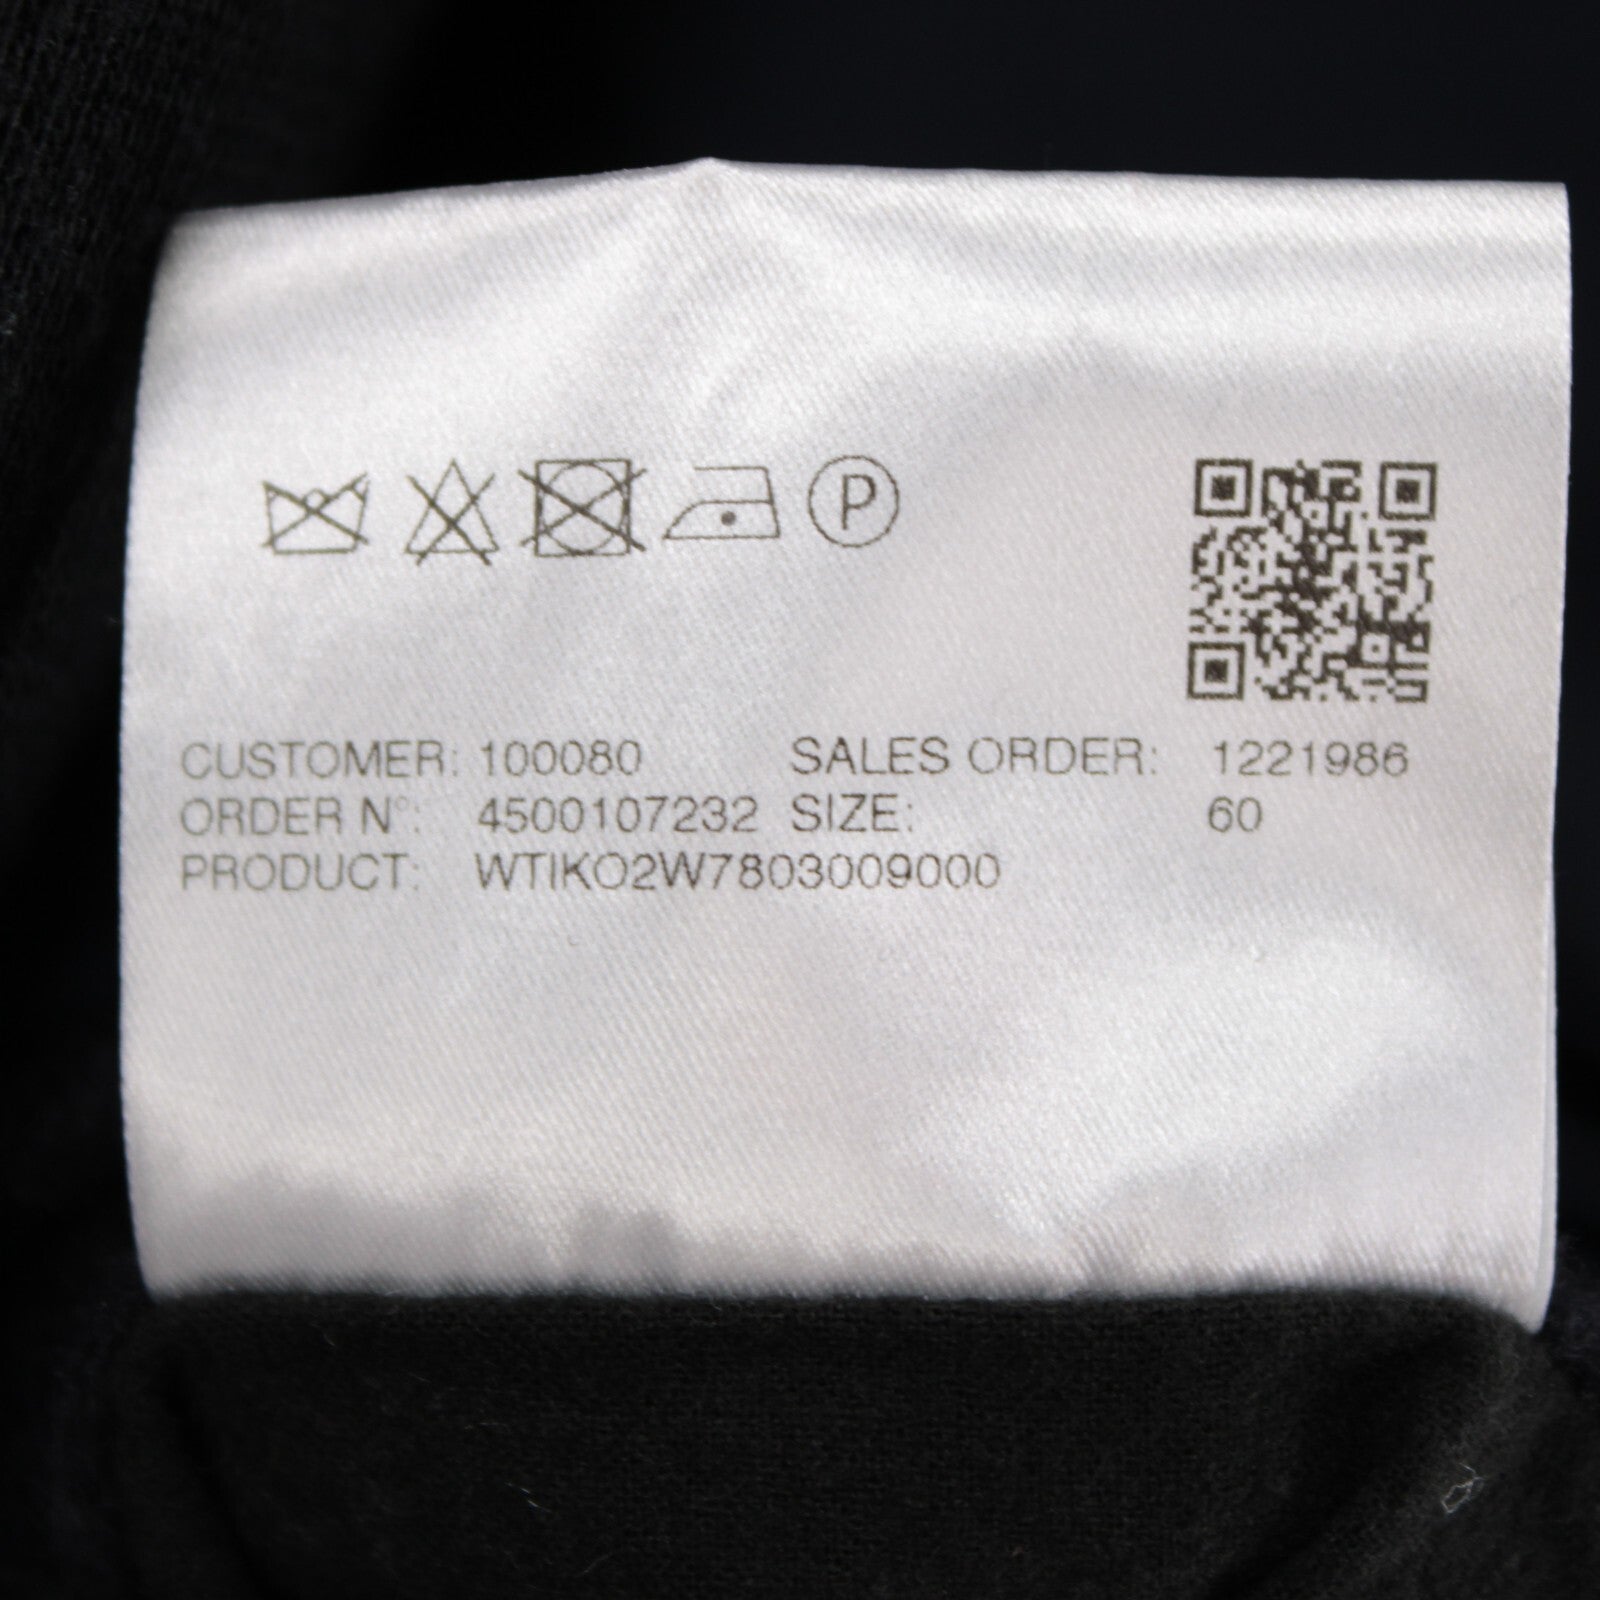 P
CUSTOMER: 100080 SALES ORDER: 1221986
ORDER N°: 4500107232 SIZE: 60
PRODUCT: WTIKO2W7803009000